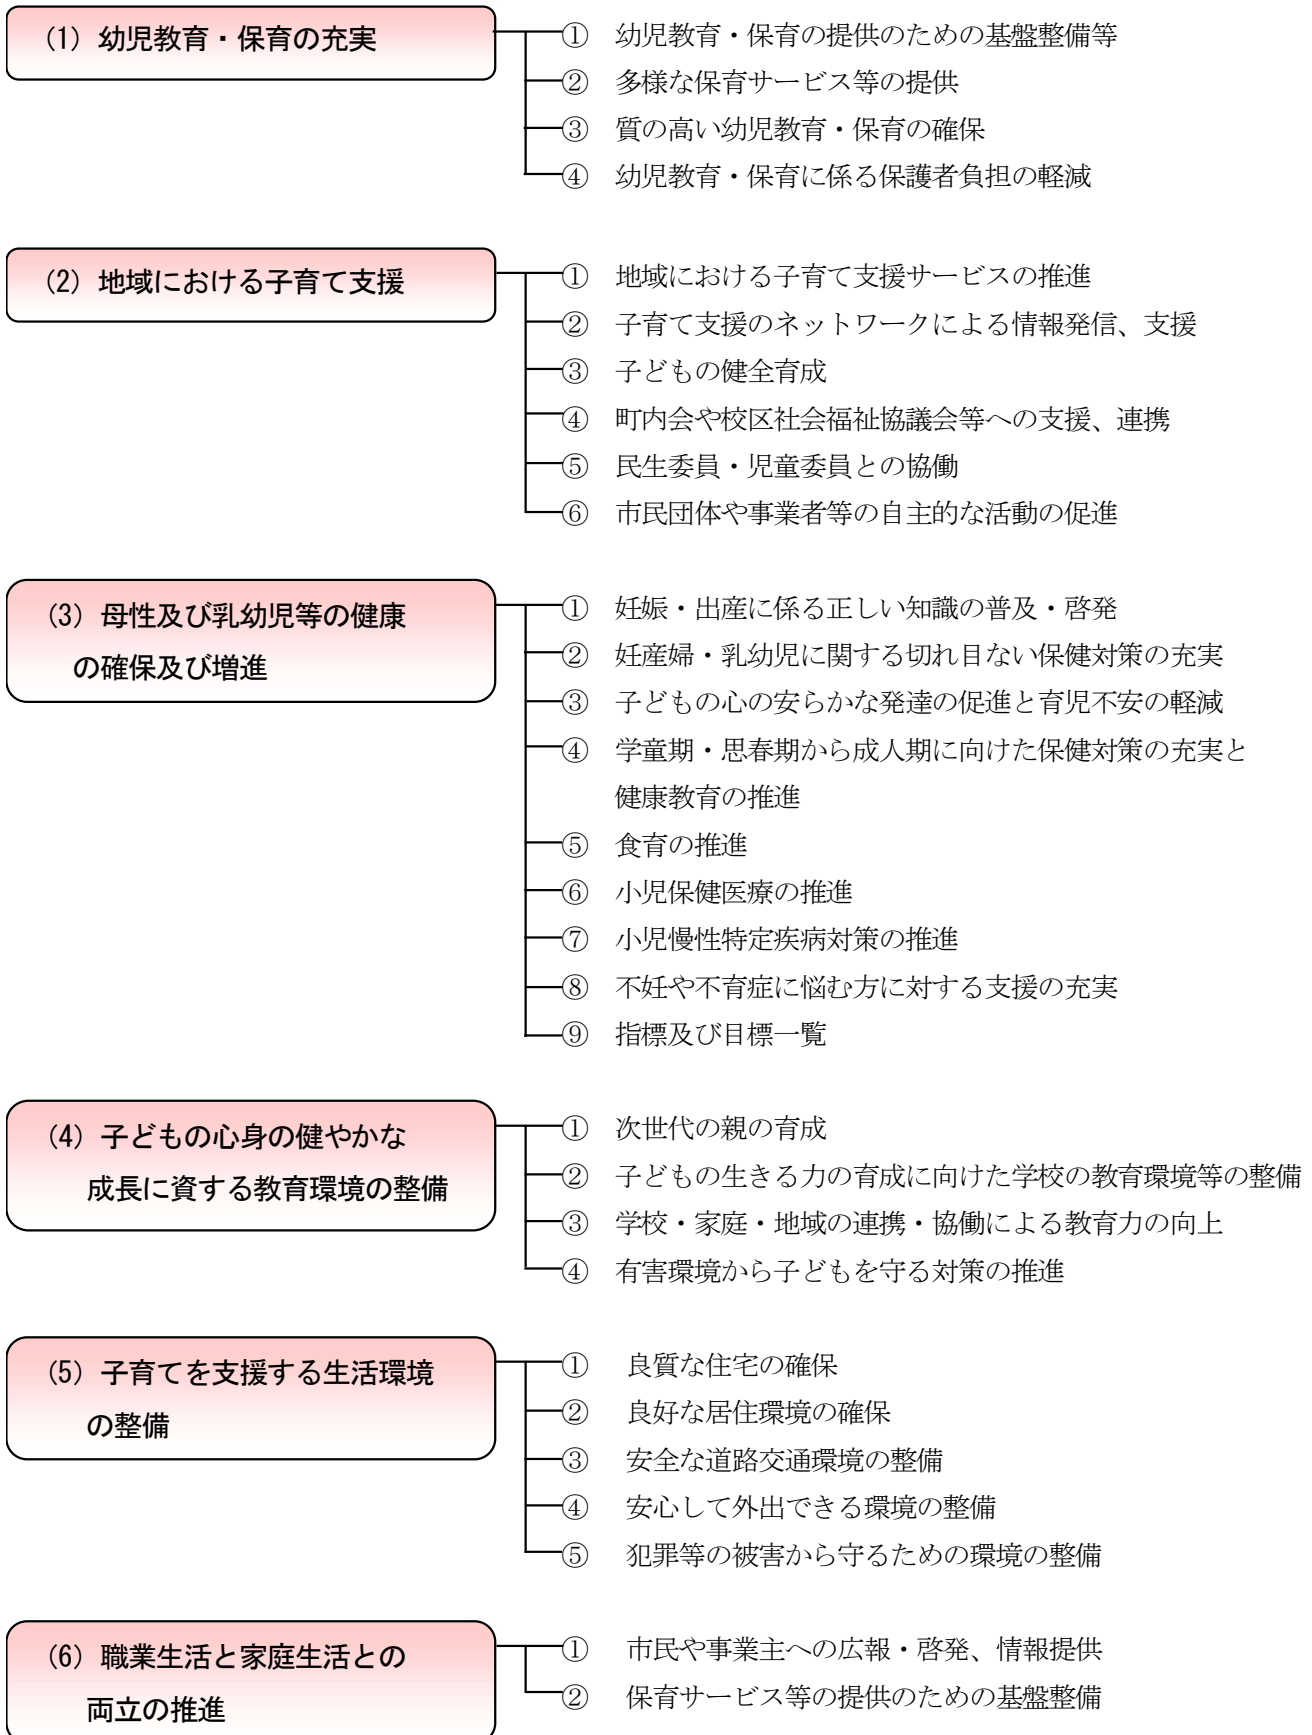 (1) 幼児教育・保育の充実
① 幼児教育・保育の提供のための基盤整備等
② 多様な保育サービス等の提供
③ 質の高い幼児教育・保育の確保
④ 幼児教育・保育に係る保護者負担の軽減
(2) 地域における子育て支援
① 地域における子育て支援サービスの推進
② 子育て支援のネットワークによる情報発信、支援
③ 子どもの健全育成
④ 町内会や校区社会福祉協議会等への支援、連携
⑤ 民生委員・児童委員との協働
⑥ 市民団体や事業者等の自主的な活動の促進
(3) 母性及び乳幼児等の健康
の確保及び増進
① 妊娠・出産に係る正しい知識の普及・啓発
② 妊産婦・乳幼児に関する切れ目ない保健対策の充実
③ 子どもの心の安らかな発達の促進と育児不安の軽減
④ 学童期・思春期から成人期に向けた保健対策の充実と
健康教育の推進
⑤ 食育の推進
⑥ 小児保健医療の推進
⑦ 小児慢性特定疾病対策の推進
⑧ 不妊や不育症に悩む方に対する支援の充実
⑨ 指標及び目標一覧
(4) 子どもの心身の健やかな
成長に資する教育環境の整備
① 次世代の親の育成
② 子どもの生きる力の育成に向けた学校の教育環境等の整備
③ 学校・家庭・地域の連携・協働による教育力の向上
④ 有害環境から子どもを守る対策の推進
(5) 子育てを支援する生活環境
の整備
① 良質な住宅の確保
② 良好な居住環境の確保
③ 安全な道路交通環境の整備
④ 安心して外出できる環境の整備
⑤ 犯罪等の被害から守るための環境の整備
(6) 職業生活と家庭生活との
両立の推進
① 市民や事業主への広報・啓発、情報提供
② 保育サービス等の提供のための基盤整備